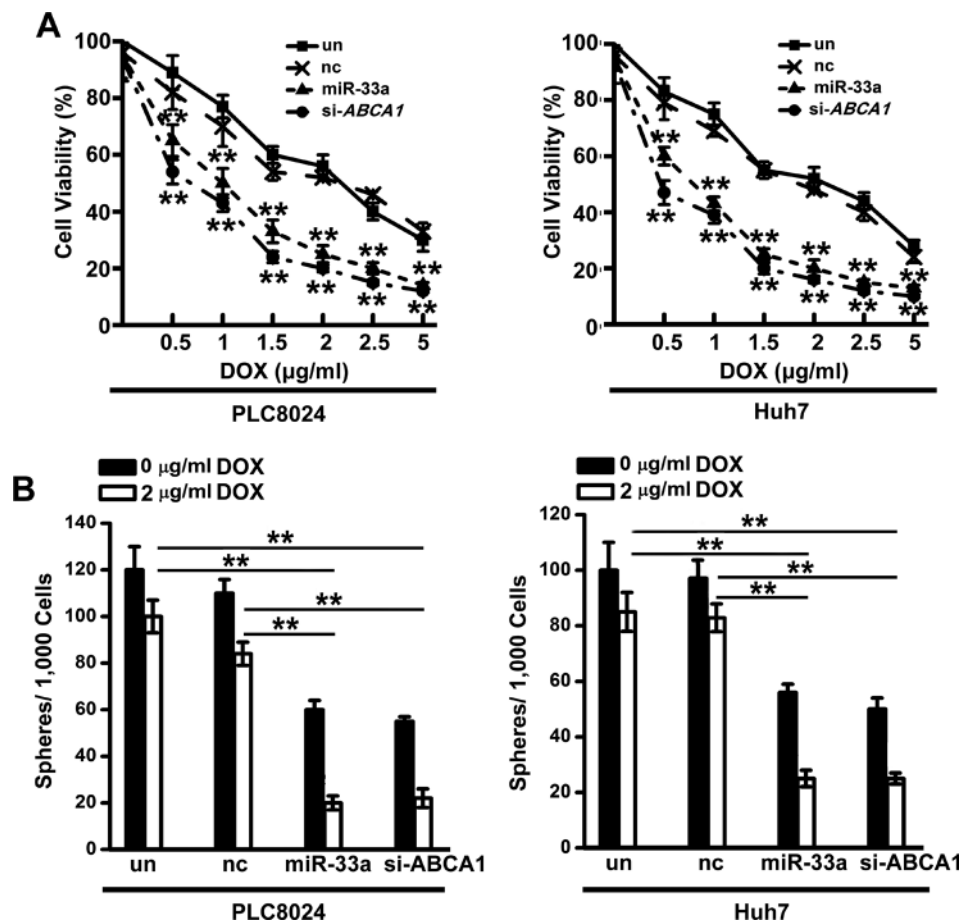 A
un
nc
miR-33a
si-ABCA1
Cell Viability (%)
100
80
60
40
20
0
**
**
**
**
**
**
**
**
**
**
**
**
0.5 1 1.5 2 2.5 5
DOX (µg/ml)
PLC8024
un
nc
miR-33a
si-ABCA1
Cell Viability (%)
100
80
60
40
20
0
**
**
**
**
**
**
**
**
**
**
**
**
0.5 1 1.5 2 2.5 5
DOX (µg/ml)
Huh7
B
0 µg/ml DOX
2 µg/ml DOX
Spheres/ 1,000 Cells
140
120
100
80
60
40
20
0
**
**
**
**
un nc miR-33a si-ABCA1
PLC8024
0 µg/ml DOX
2 µg/ml DOX
Spheres/ 1,000 Cells
120
100
80
60
40
20
0
**
**
**
**
un nc miR-33a si-ABCA1
Huh7